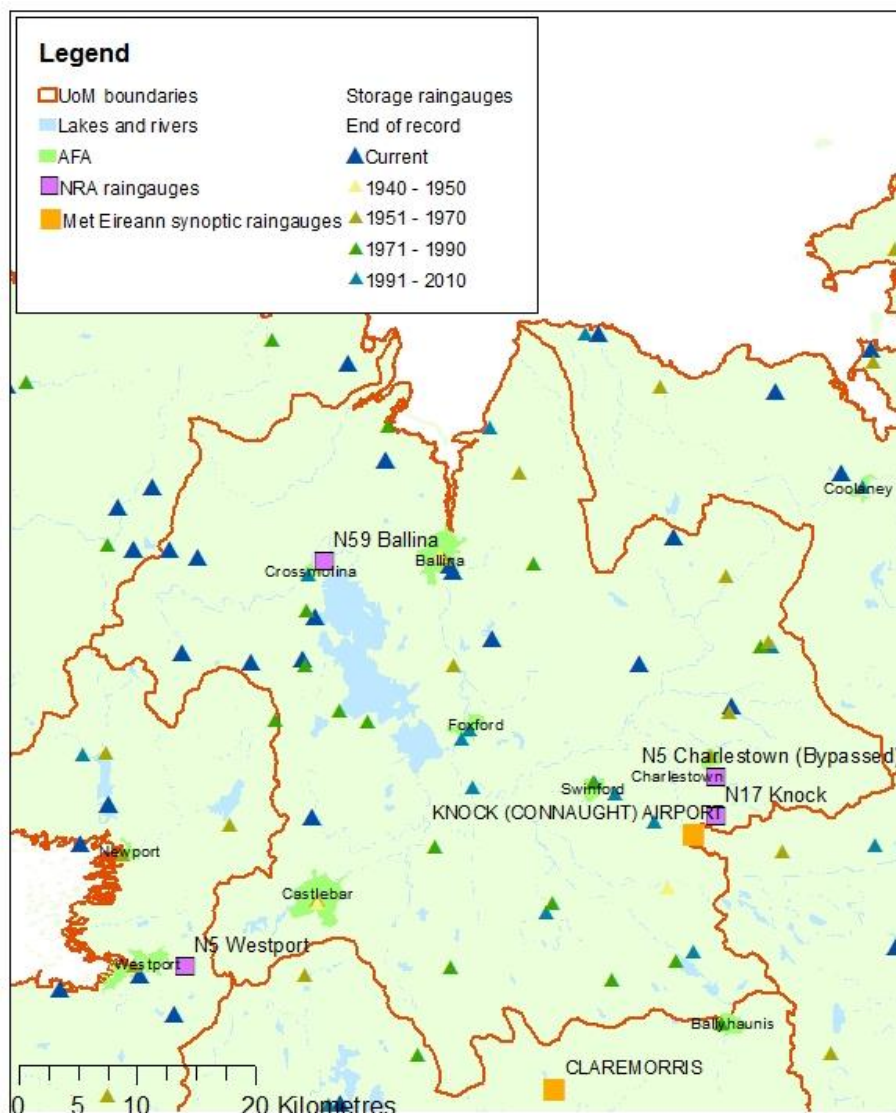 Legend
UoM boundaries
Lakes and rivers
AFA
NRA raingauges
Met Eireann synoptic raingauges
Storage raingauges
End of record
Current
1940 - 1950
1951 - 1970
1971 - 1990
1991 - 2010
Coolaney
N59 Ballina
Ballina
Crossmolina
Foxford
N5 Charlestown (Bypassed
Charlestown
Swinford
N17 Knock
KNOCK (CONNAUGHT) AIRPORT
Newport
Castlebar
N5 Westport
Westport
Ballyhaunis
CLAREMORRIS
0 5 10 20 Kilometres